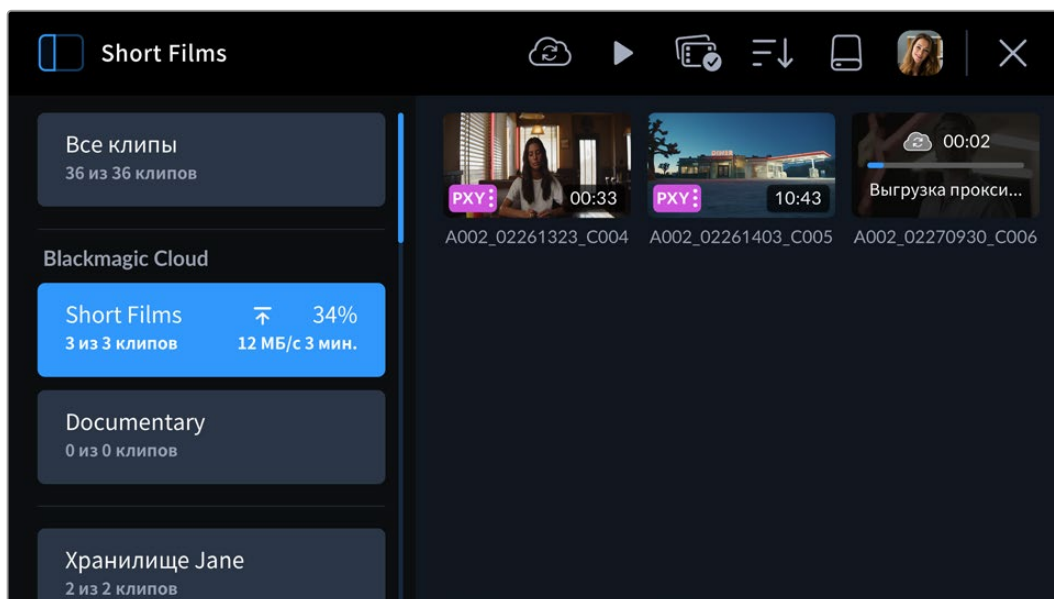 Short Films
Все клипы
36 из 36 клипов
Blackmagic Cloud
Short Films 34%
3 из 3 клипов 12 МБ/с 3 мин.
Documentary
0 из 0 клипов
Хранилище Jane
2 из 2 клипов
DINER
PXY 00:33
PXY 10:43
00:02
Выгрузка прокси...
A002_02261323_C004
A002_02261403_C005
A002_02270930_C006